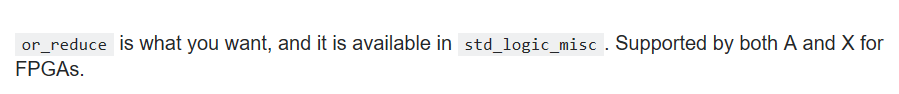 or_reduce is what you want, and it is available in std_logic_misc . Supported by both A and X for
FPGAs.